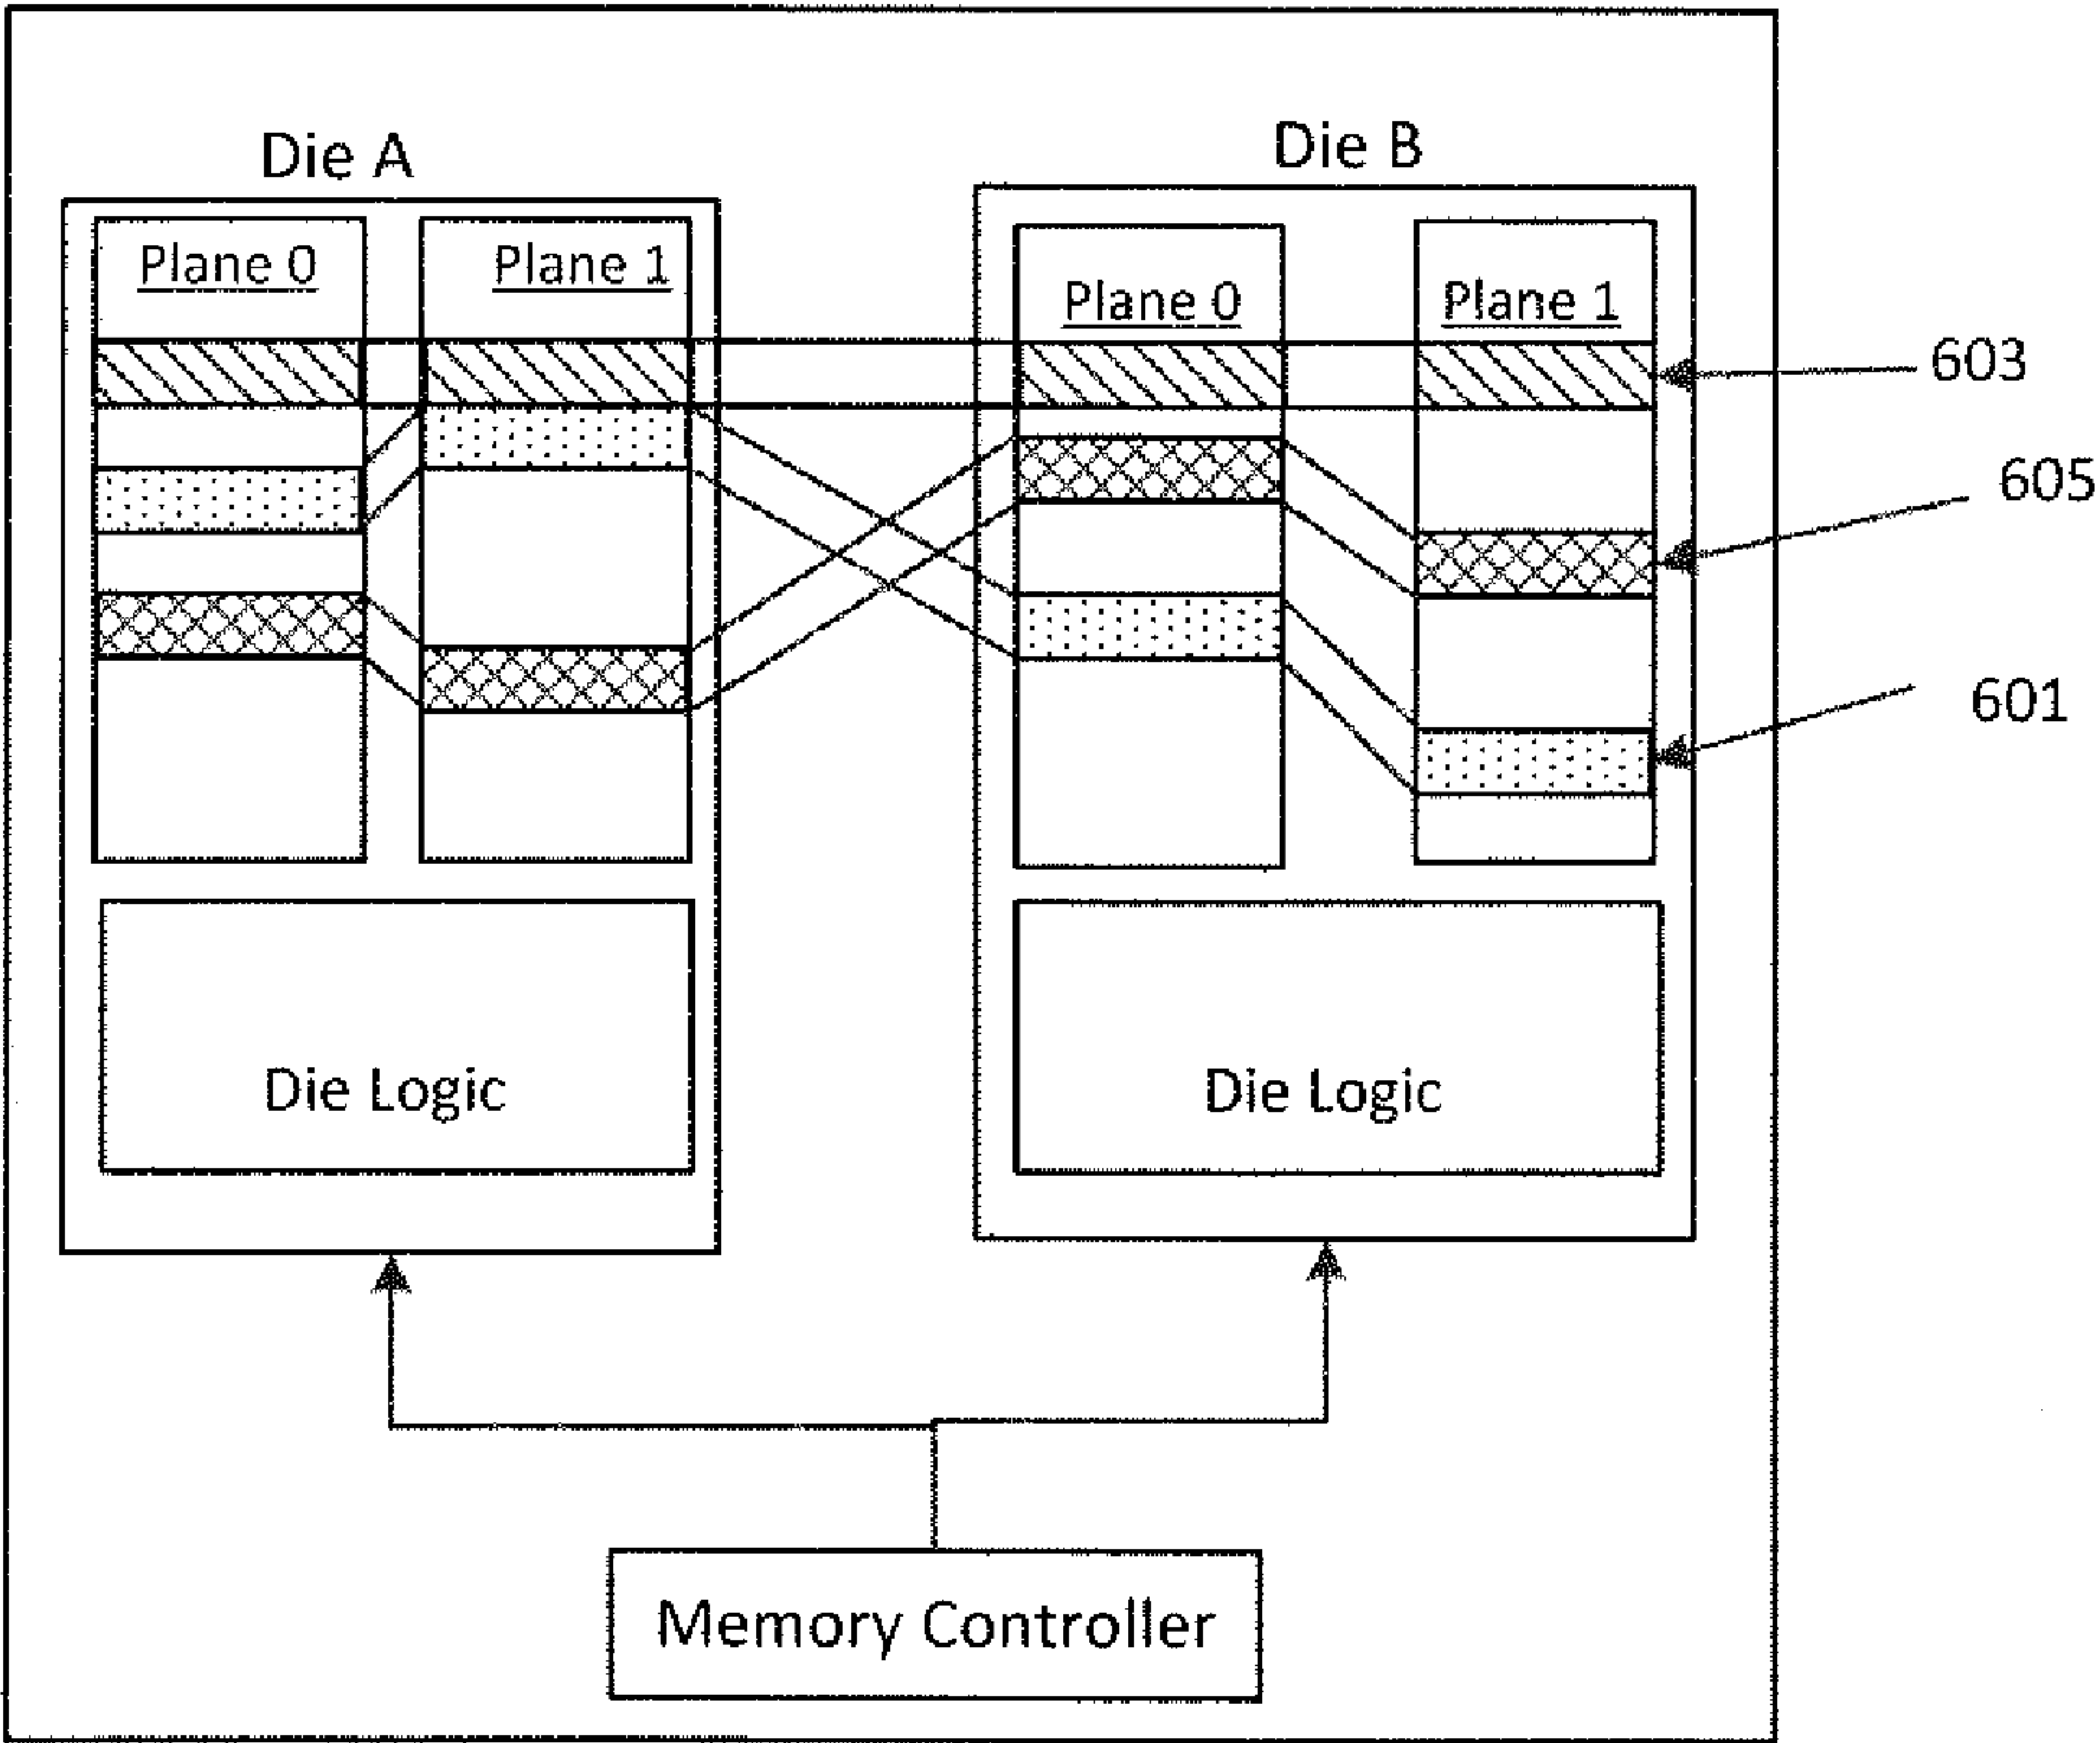 Die A
Die B
Plane 0
Plane 1
Plane 0
Plane 1
603
605
601
Die Logic
Die Logic
Memory Controller